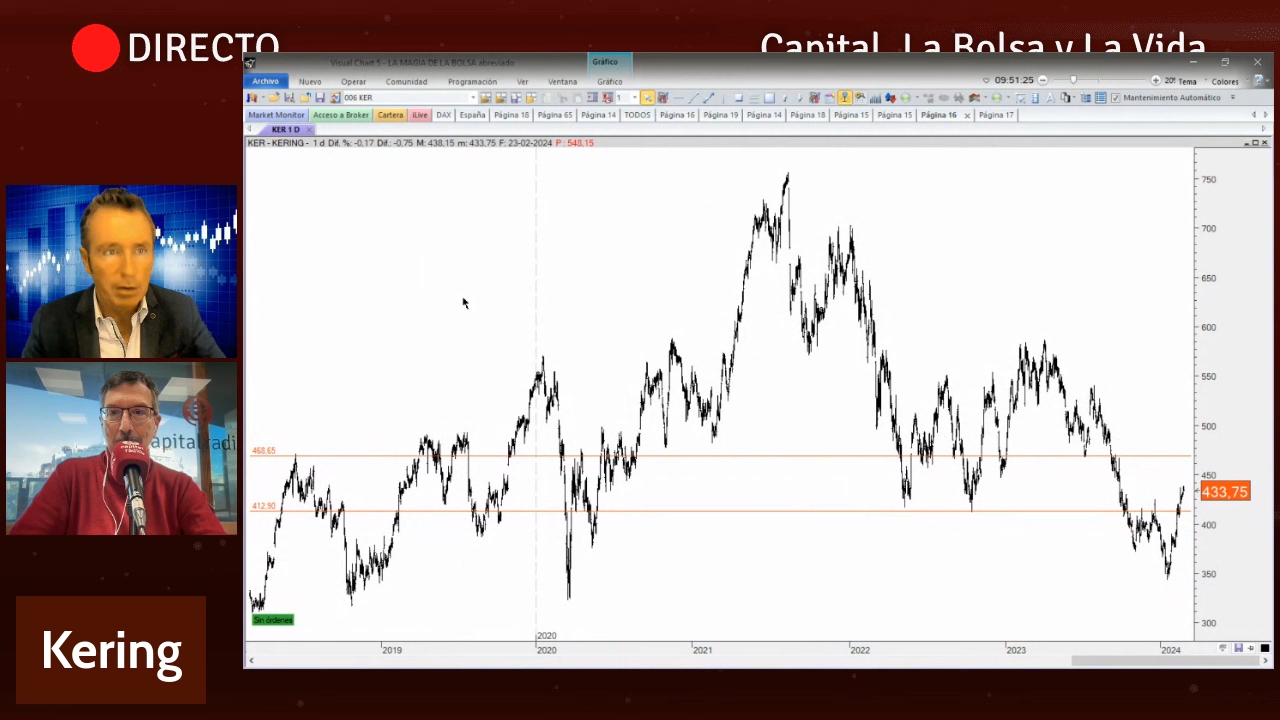 DIRECTO
Capital, La Bolsa y La Vida
Visual Chart 5 - LA MAGIA DE LA BOLSA abreviado
Gráfico
Archivo Nuevo Operar Comunidad Programación Ver Ventana Gráfico
09:51:25
Tema Colores
006 KER
1
Mantenimiento Automático
Market Monitor Acceso a Broker Cartera iLive DAX España Página 18 Página 65 Página 14 TODOS Página 16 Página 19 Página 14 Página 18 Página 15 Página 15 Página 16 Página 17
KER 1 D
KER - KERING - 1 d Dif. %: -0,17 Dif.: -0,75 M: 438,15 m: 433,75 F: 23-02-2024 P : 548,15
750
700
650
600
550
500
468.65
450
433,75
412.90
400
350
300
Sin órdenes
2020
2019 2020 2021 2022 2023 2024
capital radio
Kering